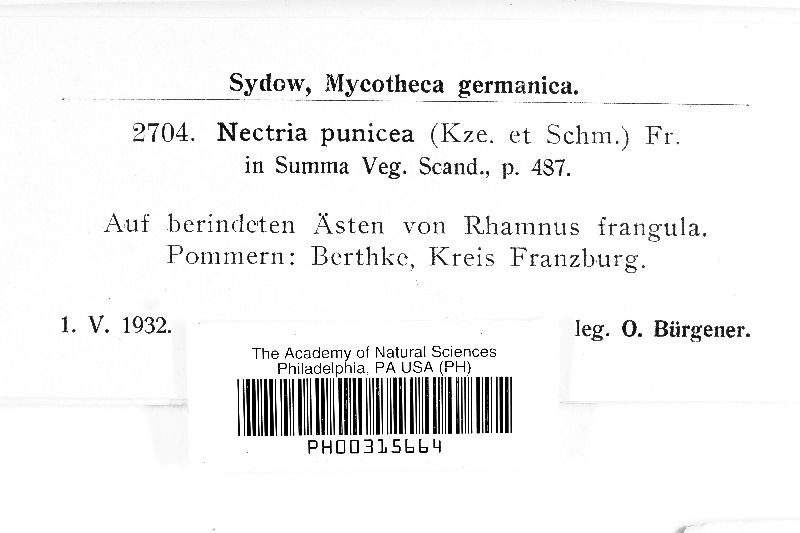 Sydow, Mycotheca germanica.
2704. Nectria punicea (Kze. et Schm.) Fr.
in Summa Veg. Scand., p. 487.
Auf berindeten Ästen von Rhamnus frangula.
Pommern: Berthke, Kreis Franzburg.
1. V. 1932. leg. O. Bürgener.
The Academy of Natural Sciences
Philadelphia, PA USA (PH)
PH00315664